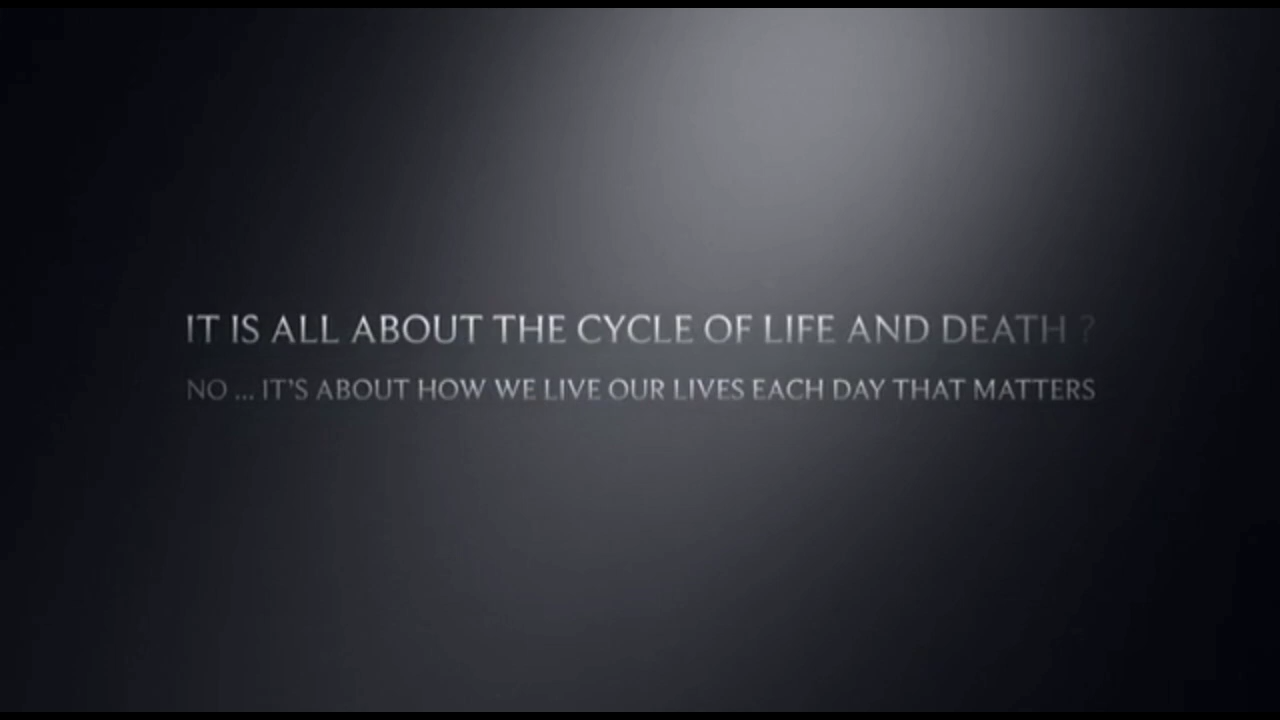 IT IS ALL ABOUT THE CYCLE OF LIFE AND DEATH ?
NO ... IT'S ABOUT HOW WE LIVE OUR LIVES EACH DAY THAT MATTERS